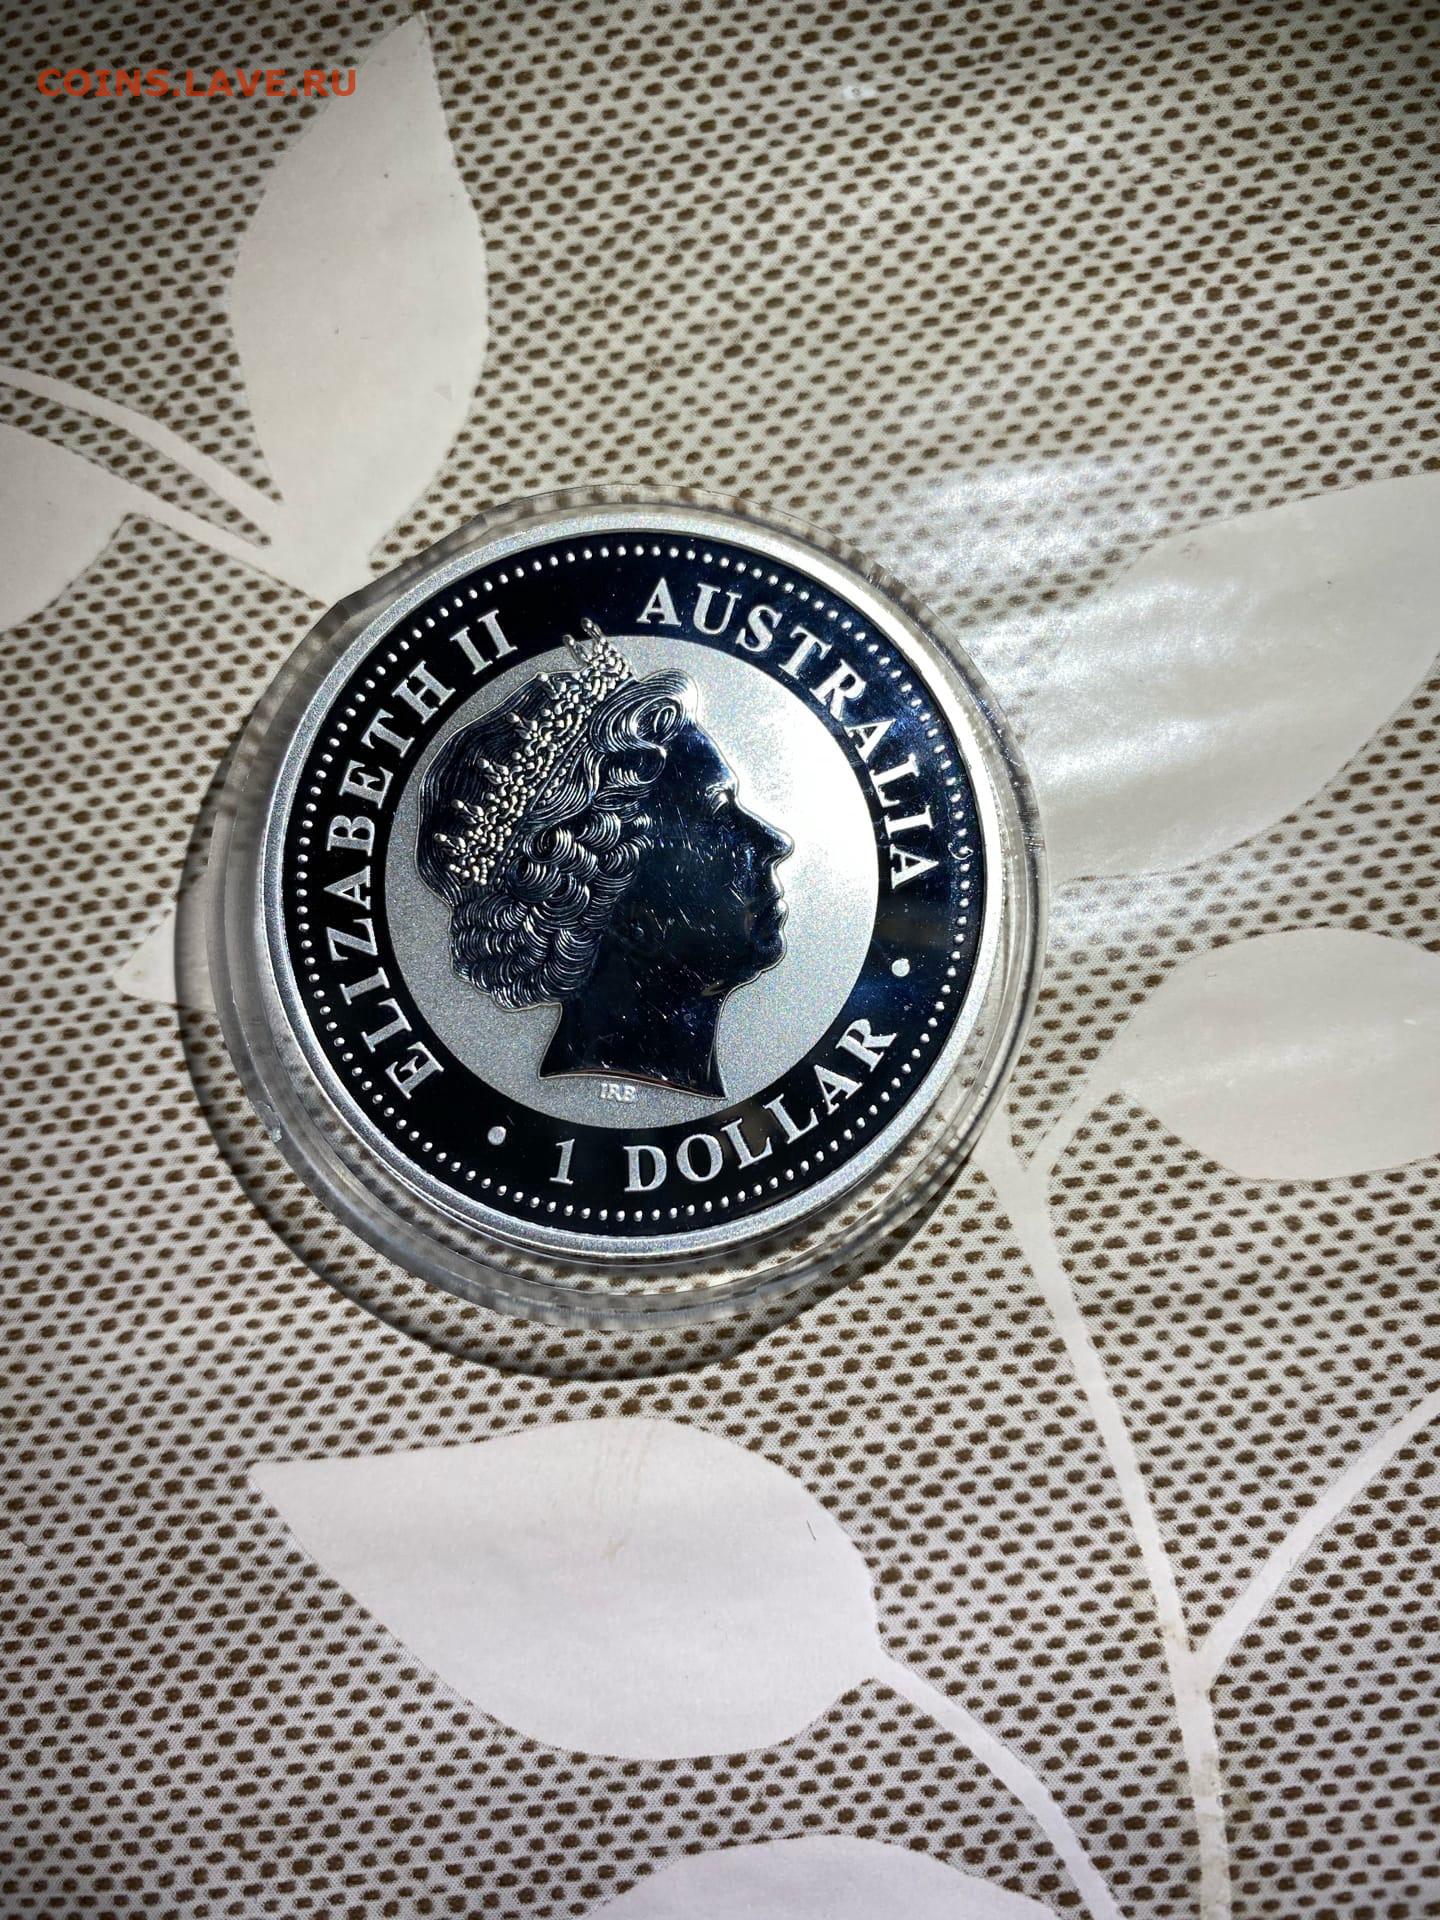 COINS.LAVE.RU
ELIZABETH II AUSTRALIA
• 1 DOLLAR •
IRB